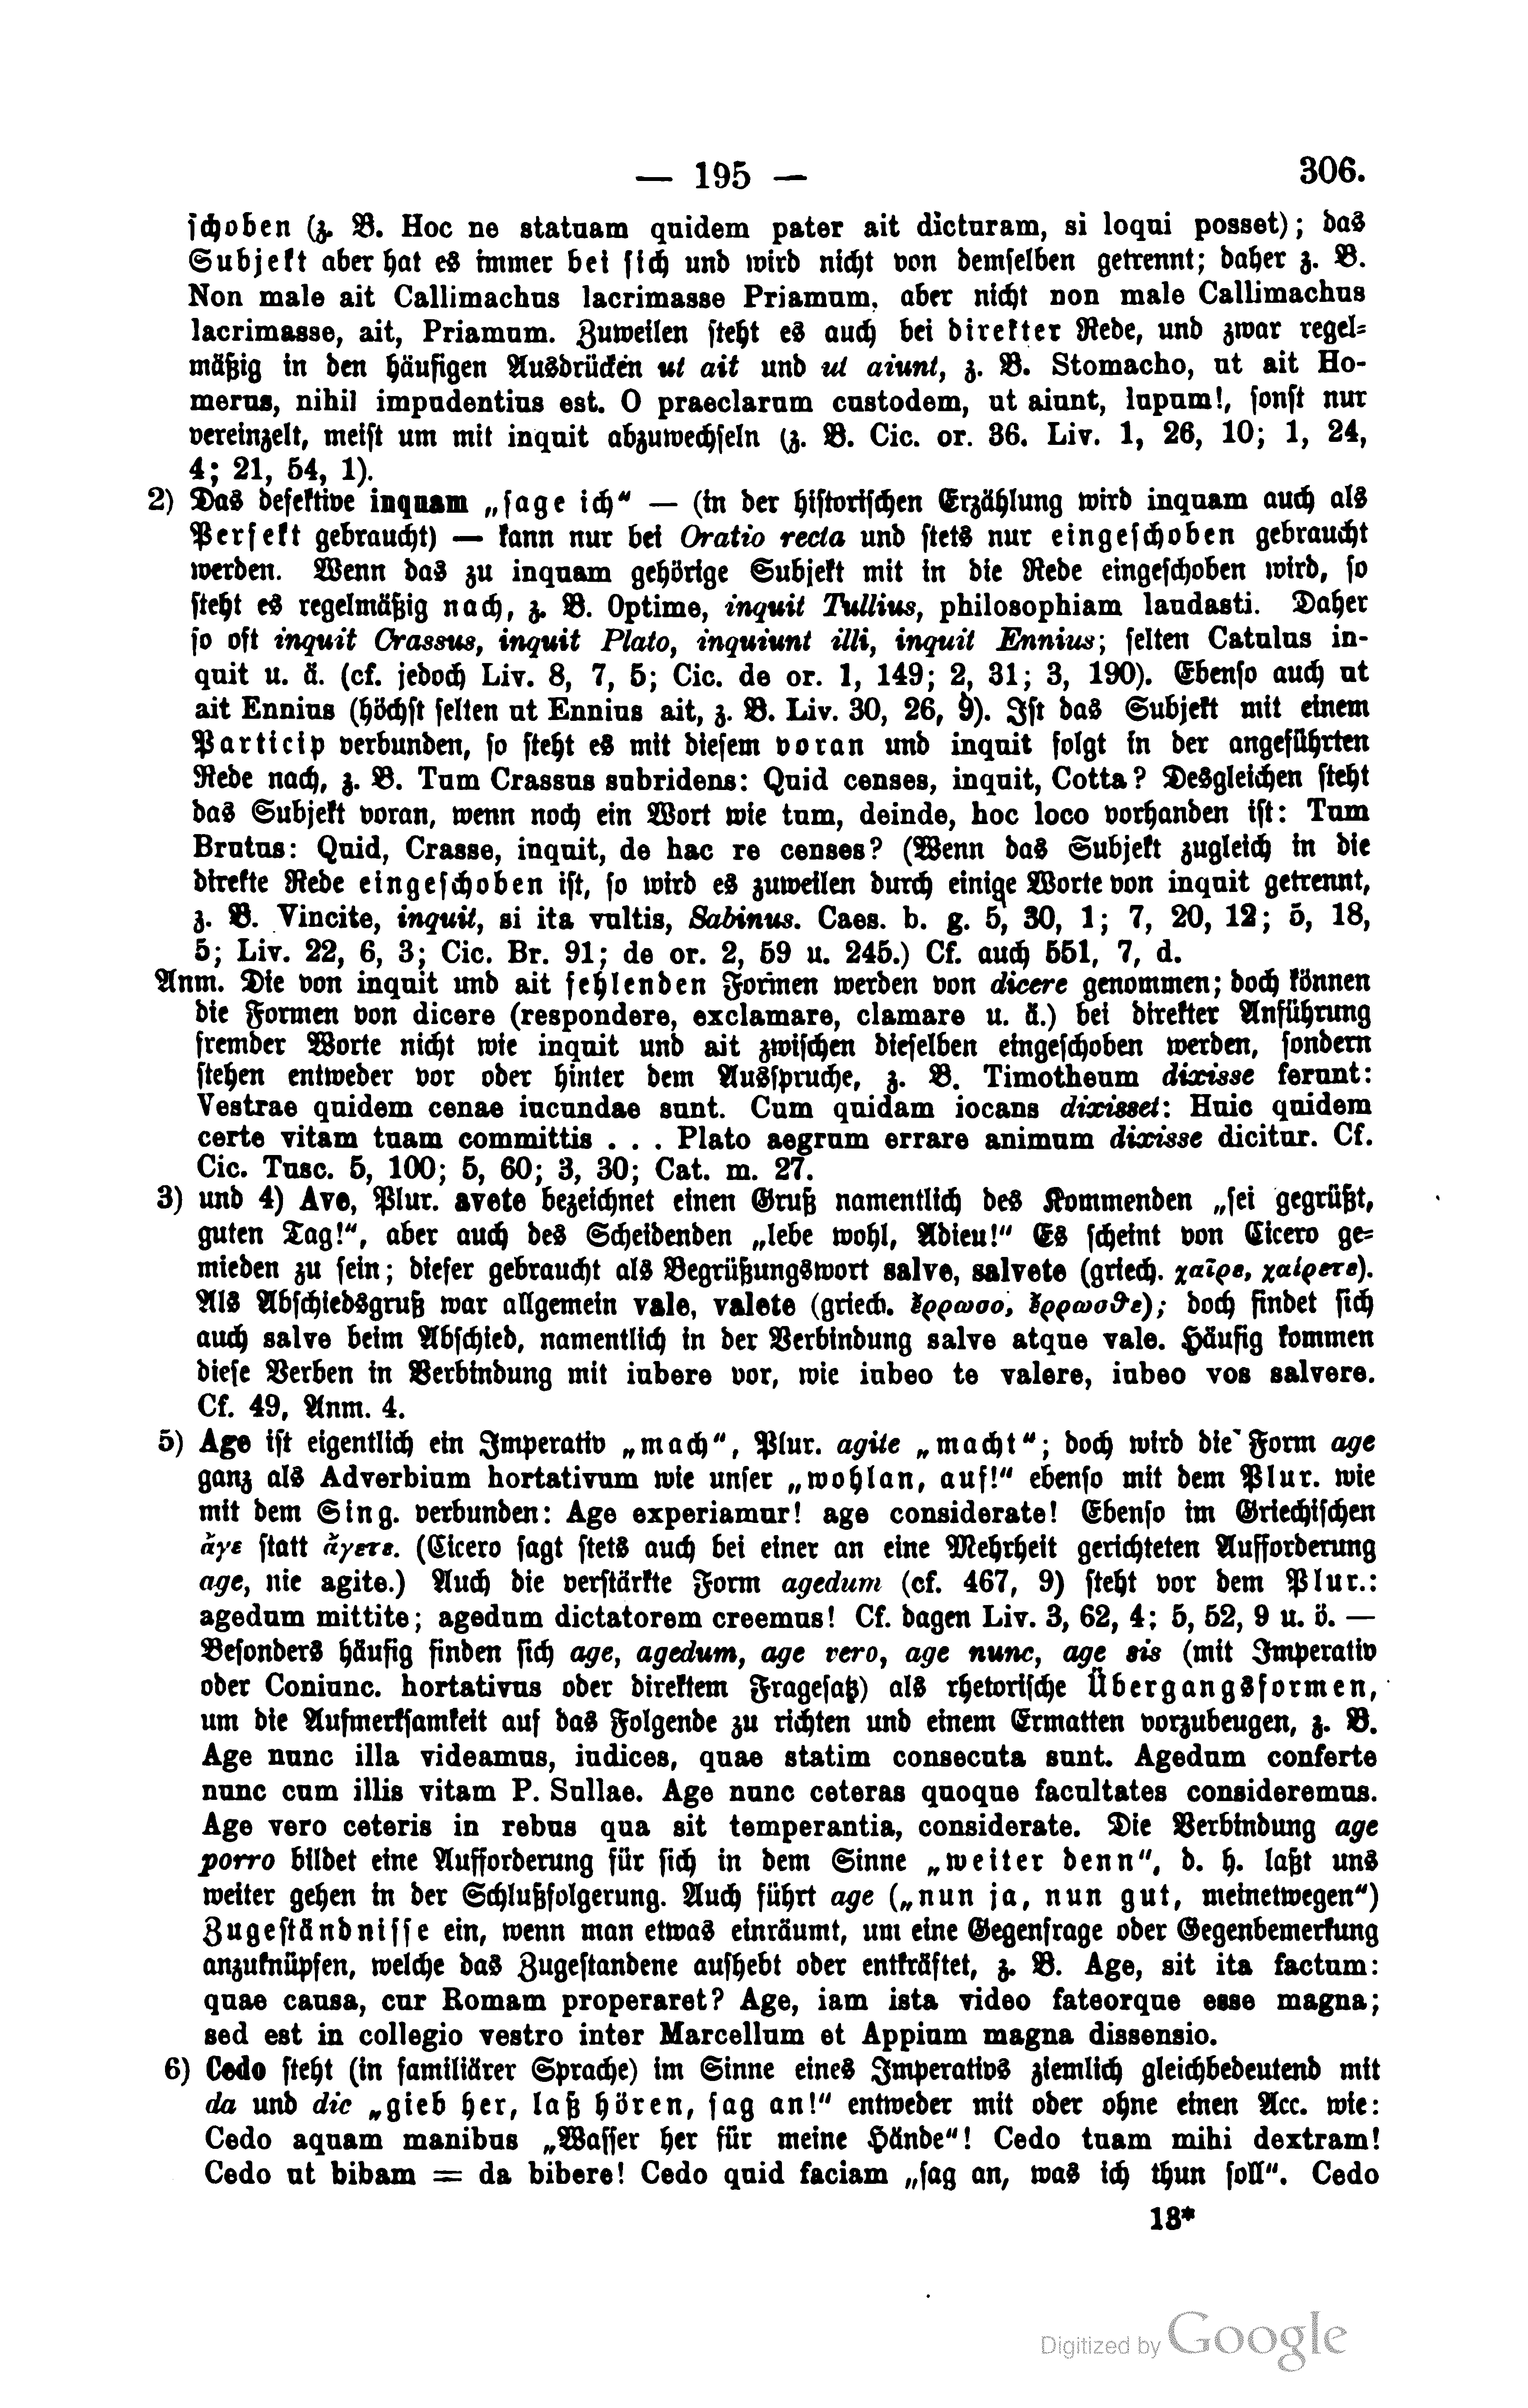 — 195 —
306.
schoben (z. B. Hoc ne statuam quidem pater ait dicturam, si loqui posset); das
Subjekt aber hat es immer bei sich und wird nicht von demselben getrennt; daher z. B.
Non male ait Callimachus lacrimasse Priamum, aber nicht non male Callimachus
lacrimasse, ait, Priamum. Zuweilen steht es auch bei direkter Rede, und zwar regel-
mäßig in den häufigen Ausdrücken ut ait und ut aiunt, z. B. Stomacho, ut ait Ho-
merus, nihil impudentius est. O praeclarum custodem, ut aiunt, lupum!, sonst nur
vereinzelt, meist um mit inquit abzuwechseln (z. B. Cic. or. 36. Liv. 1, 26, 10; 1, 24,
4; 21, 54, 1).
2) Das defektive inquam „sage ich“ — (in der historischen Erzählung wird inquam auch als
Perfekt gebraucht) — kann nur bei Oratio recta und stets nur eingeschoben gebraucht
werden. Wenn das zu inquam gehörige Subjekt mit in die Rede eingeschoben wird, so
steht es regelmäßig nach, z. B. Optime, inquit Tullius, philosophiam laudasti. Daher
so oft inquit Crassus, inquit Plato, inquiunt illi, inquit Ennius; selten Catulus in-
quit u. ä. (cf. jedoch Liv. 8, 7, 5; Cic. de or. 1, 149; 2, 31; 3, 190). Ebenso auch ut
ait Ennius (höchst selten ut Ennius ait, z. B. Liv. 30, 26, 9). Ist das Subjekt mit einem
Particip verbunden, so steht es mit diesem voran und inquit folgt in der angeführten
Rede nach, z. B. Tum Crassus subridens: Quid censes, inquit, Cotta? Desgleichen steht
das Subjekt voran, wenn noch ein Wort wie tum, deinde, hoc loco vorhanden ist: Tum
Brutus: Quid, Crasse, inquit, de hac re censes? (Wenn das Subjekt zugleich in die
direkte Rede eingeschoben ist, so wird es zuweilen durch einige Worte von inquit getrennt,
z. B. Vincite, inquit, si ita vultis, Sabinus. Caes. b. g. 5, 30, 1; 7, 20, 12; 5, 18,
5; Liv. 22, 6, 3; Cic. Br. 91; de or. 2, 59 u. 245.) Cf. auch 551, 7, d.
Anm. Die von inquit und ait fehlenden Formen werden von dicere genommen; doch können
die Formen von dicere (respondere, exclamare, clamare u. ä.) bei direkter Anführung
fremder Worte nicht wie inquit und ait zwischen dieselben eingeschoben werden, sondern
stehen entweder vor oder hinter dem Ausspruche, z. B. Timotheum dixisse ferunt:
Vestrae quidem cenae iucundae sunt. Cum quidam iocans dixisset: Huic quidem
certe vitam tuam committis . . . Plato aegrum errare animum dixisse dicitur. Cf.
Cic. Tusc. 5, 100; 5, 60; 3, 30; Cat. m. 27.
3) und 4) Ave, Plur. avete bezeichnet einen Gruß namentlich des Kommenden „sei gegrüßt,
guten Tag!“, aber auch des Scheidenden „lebe wohl, Adieu!“ Es scheint von Cicero ge-
mieden zu sein; dieser gebraucht als Begrüßungswort salve, salvete (griech. χαῖρε, χαίρετε).
Als Abschiedsgruß war allgemein vale, valete (griech. ἔρρωσο, ἔρρωσθε); doch findet sich
auch salve beim Abschied, namentlich in der Verbindung salve atque vale. Häufig kommen
diese Verben in Verbindung mit iubere vor, wie iubeo te valere, iubeo vos salvere.
Cf. 49, Anm. 4.
5) Age ist eigentlich ein Imperativ „mach“, Plur. agite „macht“; doch wird die Form age
ganz als Adverbium hortativum wie unser „wohlan, auf!“ ebenso mit dem Plur. wie
mit dem Sing. verbunden: Age experiamur! age considerate! Ebenso im Griechischen
ἄγε statt ἄγετε. (Cicero sagt stets auch bei einer an eine Mehrheit gerichteten Aufforderung
age, nie agite.) Auch die verstärkte Form agedum (cf. 467, 9) steht vor dem Plur.:
agedum mittite; agedum dictatorem creemus! Cf. dagen Liv. 3, 62, 4; 5, 52, 9 u. ö. —
Besonders häufig finden sich age, agedum, age vero, age nunc, age sis (mit Imperativ
oder Coniunc. hortativus oder direktem Fragesatz) als rhetorische Übergangsformen,
um die Aufmerksamkeit auf das Folgende zu richten und einem Ermatten vorzubeugen, z. B.
Age nunc illa videamus, iudices, quae statim consecuta sunt. Agedum conferte
nunc cum illis vitam P. Sullae. Age nunc ceteras quoque facultates consideremus.
Age vero ceteris in rebus qua sit temperantia, considerate. Die Verbindung age
porro bildet eine Aufforderung für sich in dem Sinne „weiter denn“, d. h. laßt uns
weiter gehen in der Schlußfolgerung. Auch führt age („nun ja, nun gut, meinetwegen“)
Zugeständnisse ein, wenn man etwas einräumt, um eine Gegenfrage oder Gegenbemerkung
anzuknüpfen, welche das Zugestandene aufhebt oder entkräftet, z. B. Age, sit ita factum:
quae causa, cur Romam properaret? Age, iam ista video fateorque esse magna;
sed est in collegio vestro inter Marcellum et Appium magna dissensio.
6) Cedo steht (in familiärer Sprache) im Sinne eines Imperativs ziemlich gleichbedeutend mit
da und dic „gieb her, laß hören, sag an!“ entweder mit oder ohne einen Acc. wie:
Cedo aquam manibus „Wasser her für meine Hände“! Cedo tuam mihi dextram!
Cedo ut bibam = da bibere! Cedo quid faciam „sag an, was ich thun soll“. Cedo
13*
Digitized by Google